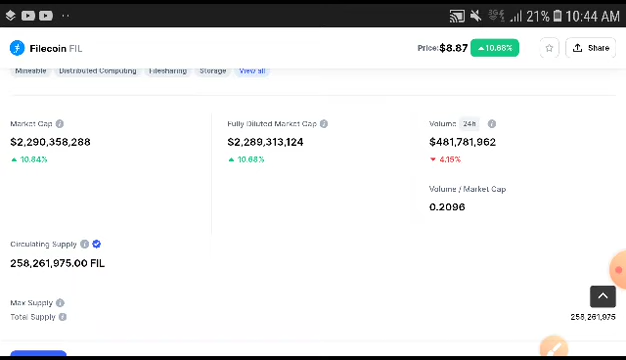 21% 10:44 AM
Filecoin FIL
Price: $8.87 10.68% Share
Mineable Distributed Computing Filesharing Storage View all
Market Cap Fully Diluted Market Cap Volume 24h
$2,290,358,288 $2,289,313,124 $481,781,962
10.84% 10.68% 4.15%
Volume / Market Cap
0.2096
Circulating Supply
258,261,975.00 FIL
Max Supply
Total Supply 258,261,975